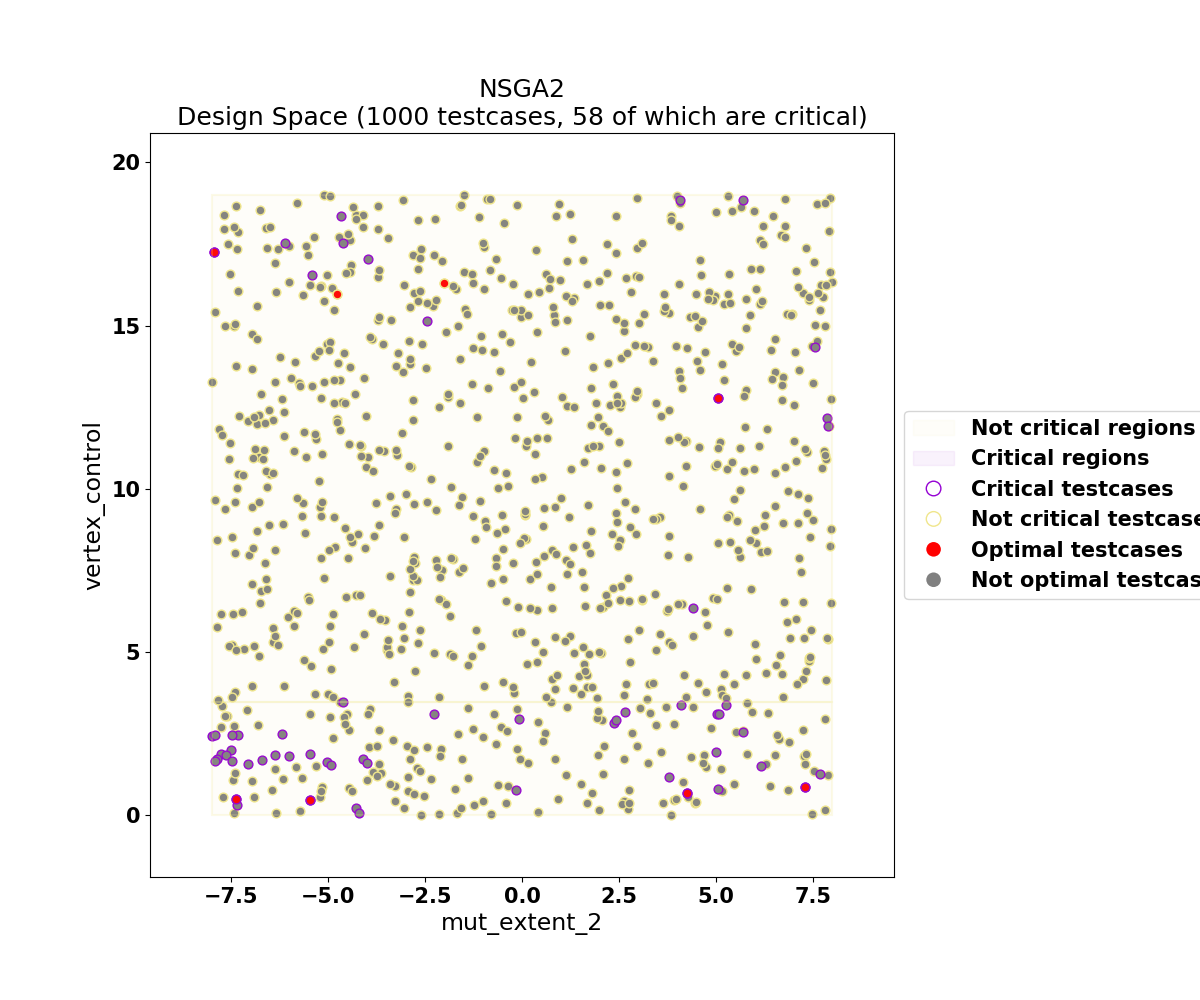 NSGA2
Design Space (1000 testcases, 58 of which are critical)
20
15
10
5
0
vertex_control
−7.5
−5.0
−2.5
0.0
2.5
5.0
7.5
mut_extent_2
Not critical regions
Critical regions
Critical testcases
Not critical testcase
Optimal testcases
Not optimal testcas